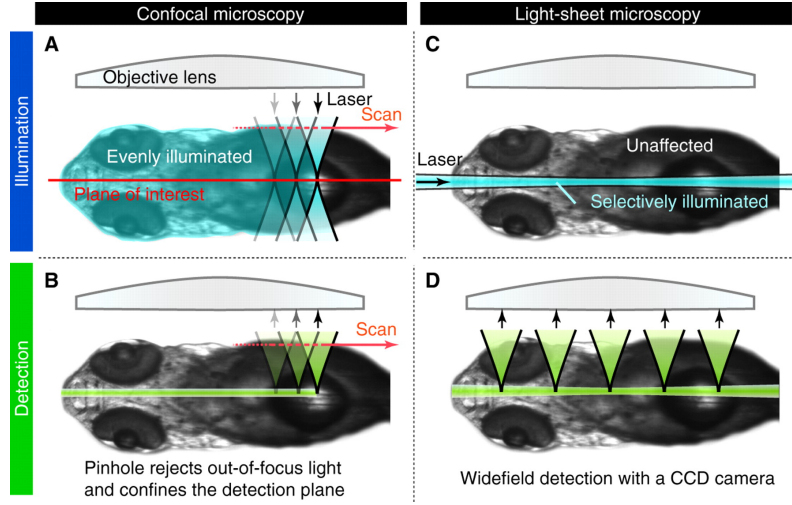 Confocal microscopy
Light-sheet microscopy
Illumination
A
Objective lens
Laser
Scan
Evenly illuminated
Plane of interest
C
Unaffected
Laser
Selectively illuminated
Detection
B
Scan
Pinhole rejects out-of-focus light
and confines the detection plane
D
Widefield detection with a CCD camera